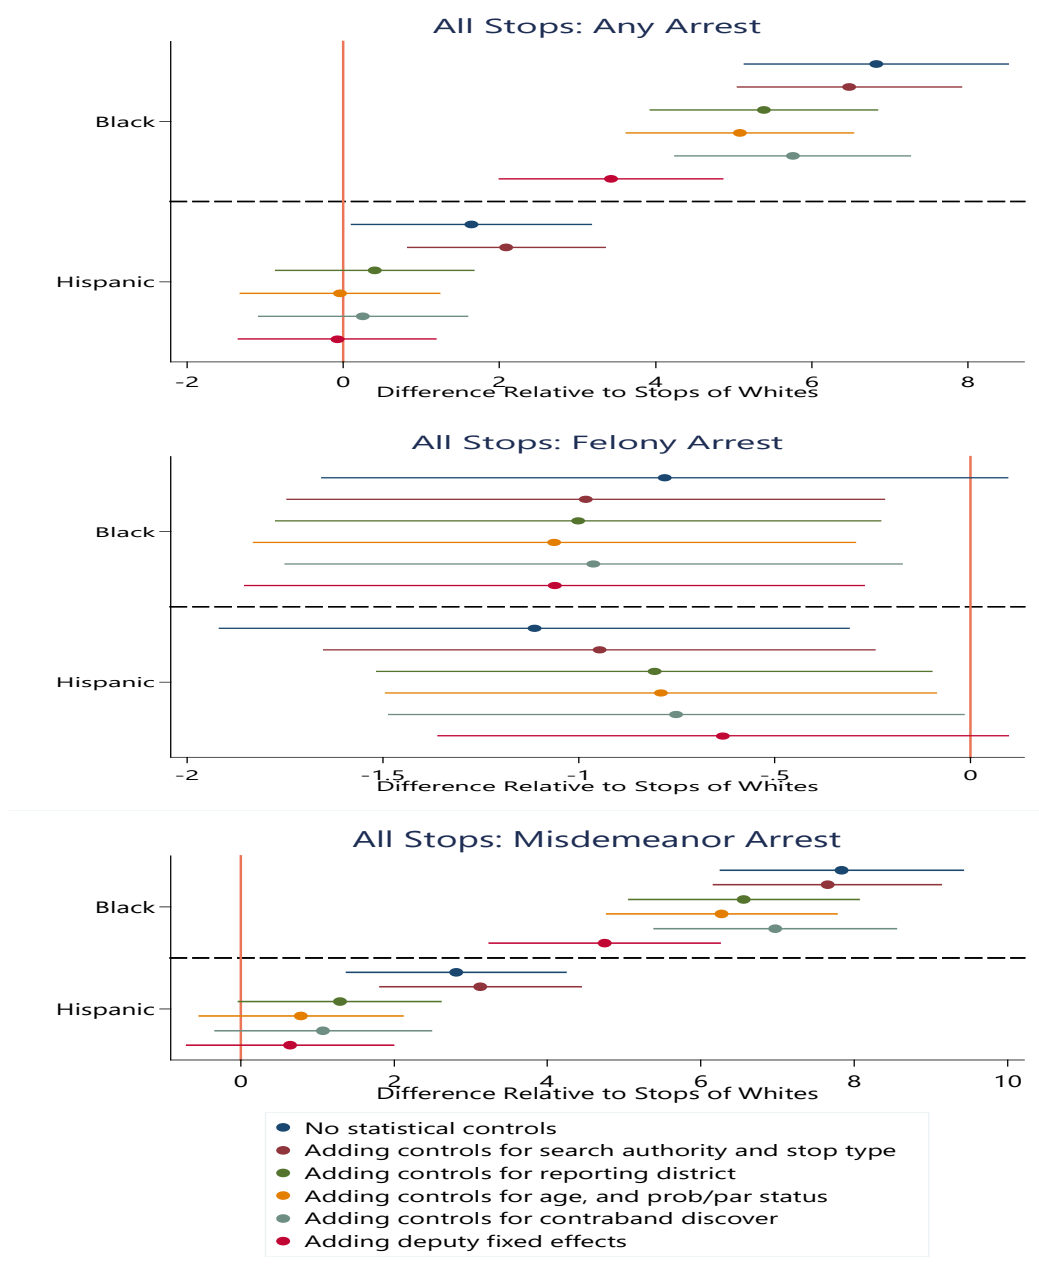 All Stops: Any Arrest
Black
Hispanic
-2 0 2 4 6 8
Difference Relative to Stops of Whites
All Stops: Felony Arrest
Black
Hispanic
-2 -1.5 -1 -.5 0
Difference Relative to Stops of Whites
All Stops: Misdemeanor Arrest
Black
Hispanic
0 2 4 6 8 10
Difference Relative to Stops of Whites
No statistical controls
Adding controls for search authority and stop type
Adding controls for reporting district
Adding controls for age, and prob/par status
Adding controls for contraband discover
Adding deputy fixed effects